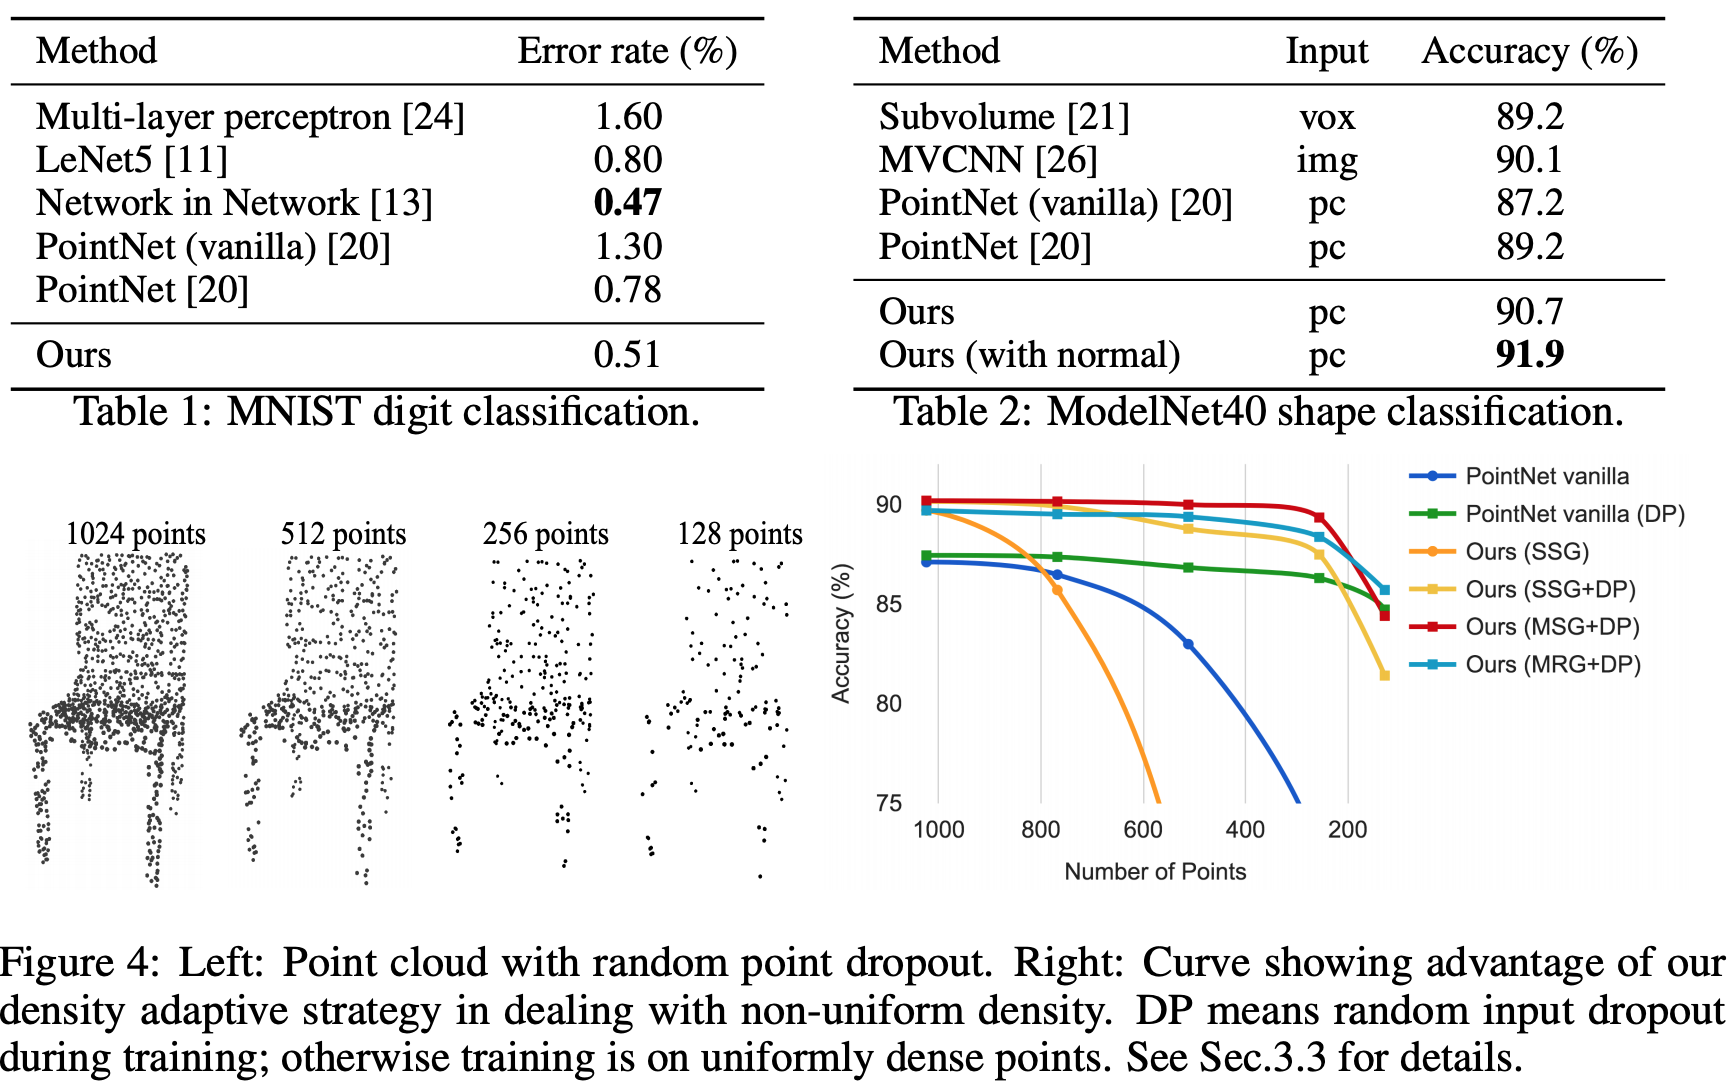 Method Error rate (%)
Multi-layer perceptron [24] 1.60
LeNet5 [11] 0.80
Network in Network [13] 0.47
PointNet (vanilla) [20] 1.30
PointNet [20] 0.78
Ours 0.51
Table 1: MNIST digit classification.
Method Input Accuracy (%)
Subvolume [21] vox 89.2
MVCNN [26] img 90.1
PointNet (vanilla) [20] pc 87.2
PointNet [20] pc 89.2
Ours pc 90.7
Ours (with normal) pc 91.9
Table 2: ModelNet40 shape classification.
1024 points 512 points 256 points 128 points
90
85
80
75
Accuracy (%)
1000 800 600 400 200
Number of Points
PointNet vanilla
PointNet vanilla (DP)
Ours (SSG)
Ours (SSG+DP)
Ours (MSG+DP)
Ours (MRG+DP)
Figure 4: Left: Point cloud with random point dropout. Right: Curve showing advantage of our
density adaptive strategy in dealing with non-uniform density. DP means random input dropout
during training; otherwise training is on uniformly dense points. See Sec.3.3 for details.